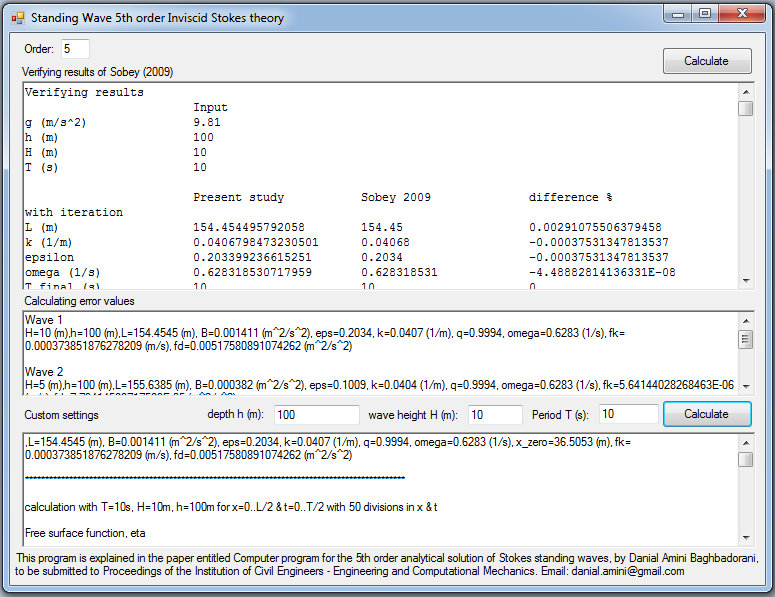 Standing Wave 5th order Inviscid Stokes theory
Order: 5
Calculate
Verifying results of Sobey (2009)
Verifying results
Input
g (m/s^2) 9.81
h (m) 100
H (m) 10
T (s) 10
Present study Sobey 2009 difference %
with iteration
L (m) 154.454495792058 154.45 0.00291075506379458
k (1/m) 0.0406798473230501 0.04068 -0.00037531347813537
epsilon 0.203399236615251 0.2034 -0.00037531347813537
omega (1/s) 0.628318530717959 0.628318531 -4.48882814136331E-08
T final (s) 10 10 0
Calculating error values
Wave 1
H=10 (m),h=100 (m),L=154.4545 (m), B=0.001411 (m^2/s^2), eps=0.2034, k=0.0407 (1/m), q=0.9994, omega=0.6283 (1/s), fk=
0.000373851876278209 (m/s), fd=0.00517580891074262 (m^2/s^2)
Wave 2
H=5 (m),h=100 (m),L=155.6385 (m), B=0.000382 (m^2/s^2), eps=0.1009, k=0.0404 (1/m), q=0.9994, omega=0.6283 (1/s),fk=5.64144028268463E-06
Custom settings depth h (m): 100 wave height H (m): 10 Period T (s): 10 Calculate
,L=154.4545 (m), B=0.001411 (m^2/s^2), eps=0.2034, k=0.0407 (1/m), q=0.9994, omega=0.6283 (1/s), x_zero=36.5053 (m), fk=
0.000373851876278209 (m/s), fd=0.00517580891074262 (m^2/s^2)
calculation with T=10s, H=10m, h=100m for x=0..L/2 & t=0..T/2 with 50 divisions in x & t
Free surface function, eta
This program is explained in the paper entitled Computer program for the 5th order analytical solution of Stokes standing waves, by Danial Amini Baghbadorani,
to be submitted to Proceedings of the Institution of Civil Engineers - Engineering and Computational Mechanics. Email: danial.amini@gmail.com